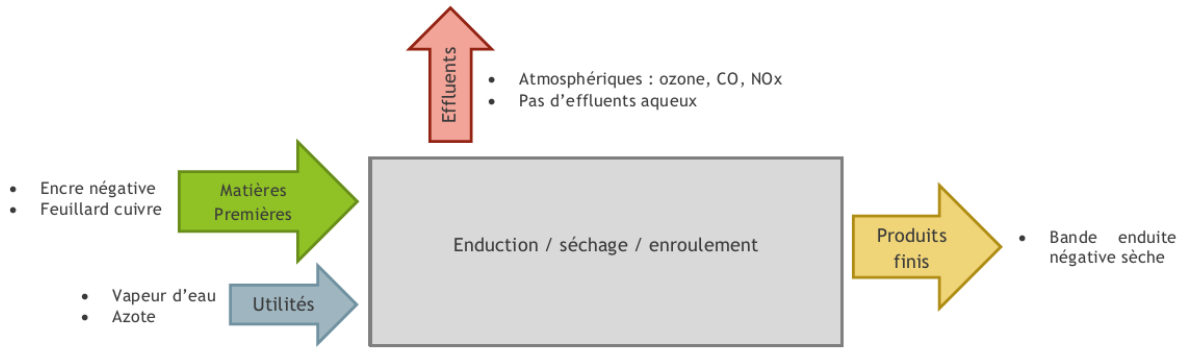 Effluents
• Atmosphériques : ozone, CO, NOx
• Pas d’effluents aqueux
• Encre négative
• Feuillard cuivre
Matières
Premières
• Vapeur d’eau
• Azote
Utilités
Enduction / séchage / enroulement
Produits
finis
• Bande enduite
négative sèche